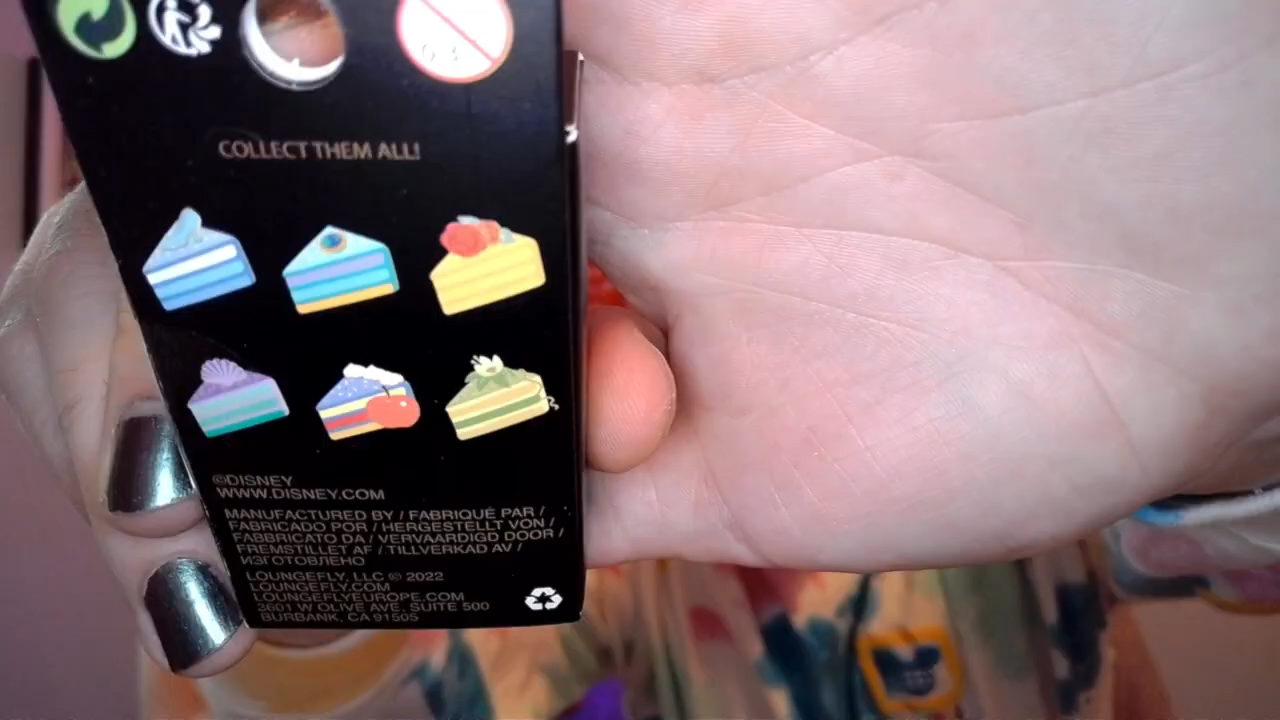 0-3
COLLECT THEM ALL!
©DISNEY
WWW.DISNEY.COM
MANUFACTURED BY / FABRIQUÉ PAR /
FABRICADO POR / HERGESTELLT VON /
FABBRICATO DA / VERVAARDIGD DOOR /
FREMSTILLET AF / TILLVERKAD AV /
ИЗГОТОВЛЕНО
LOUNGEFLY, LLC © 2022
LOUNGEFLY.COM
LOUNGEFLYEUROPE.COM
3601 W OLIVE AVE. SUITE 500
BURBANK, CA 91505